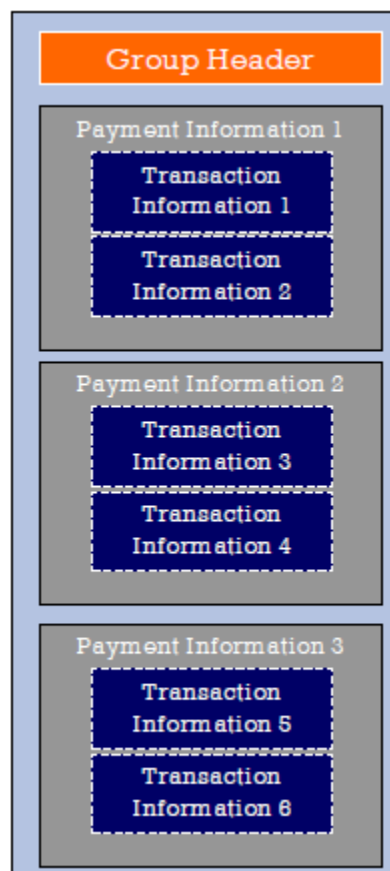 Group Header
Payment Information 1
Transaction
Information 1
Transaction
Information 2
Payment Information 2
Transaction
Information 3
Transaction
Information 4
Payment Information 3
Transaction
Information 5
Transaction
Information 6